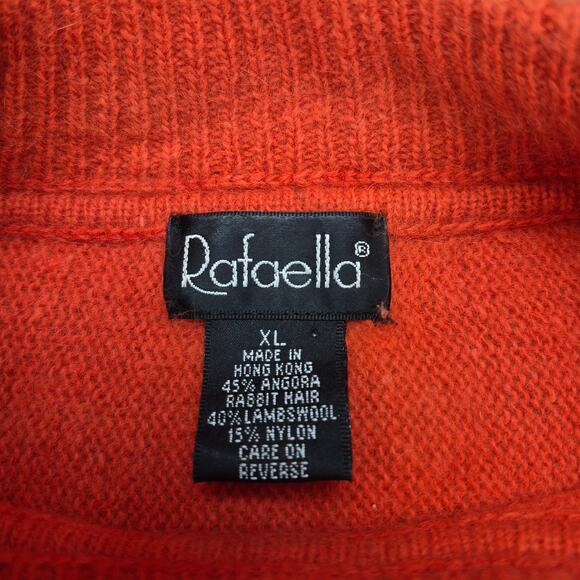 Rafaella®
XL
MADE IN
HONG KONG
45% ANGORA
RABBIT HAIR
40% LAMBSWOOL
15% NYLON
CARE ON
REVERSE